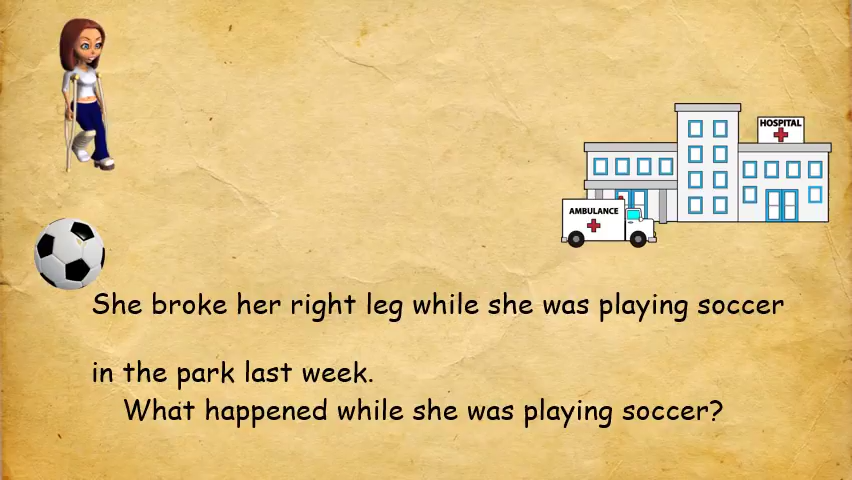 HOSPITAL
AMBULANCE
She broke her right leg while she was playing soccer
in the park last week.
What happened while she was playing soccer?